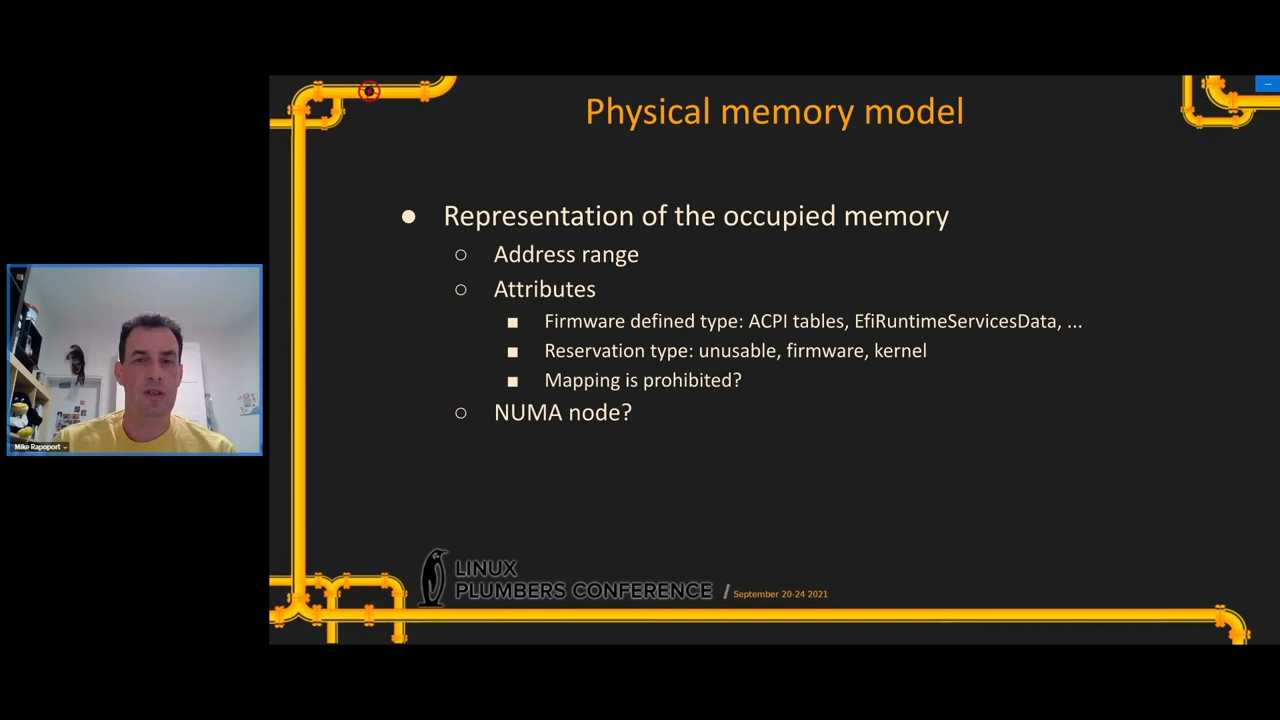 Physical memory model
● Representation of the occupied memory
○ Address range
○ Attributes
■ Firmware defined type: ACPI tables, EfiRuntimeServicesData, ...
■ Reservation type: unusable, firmware, kernel
■ Mapping is prohibited?
○ NUMA node?
Mike Rapoport
LINUX
PLUMBERS CONFERENCE / September 20-24 2021